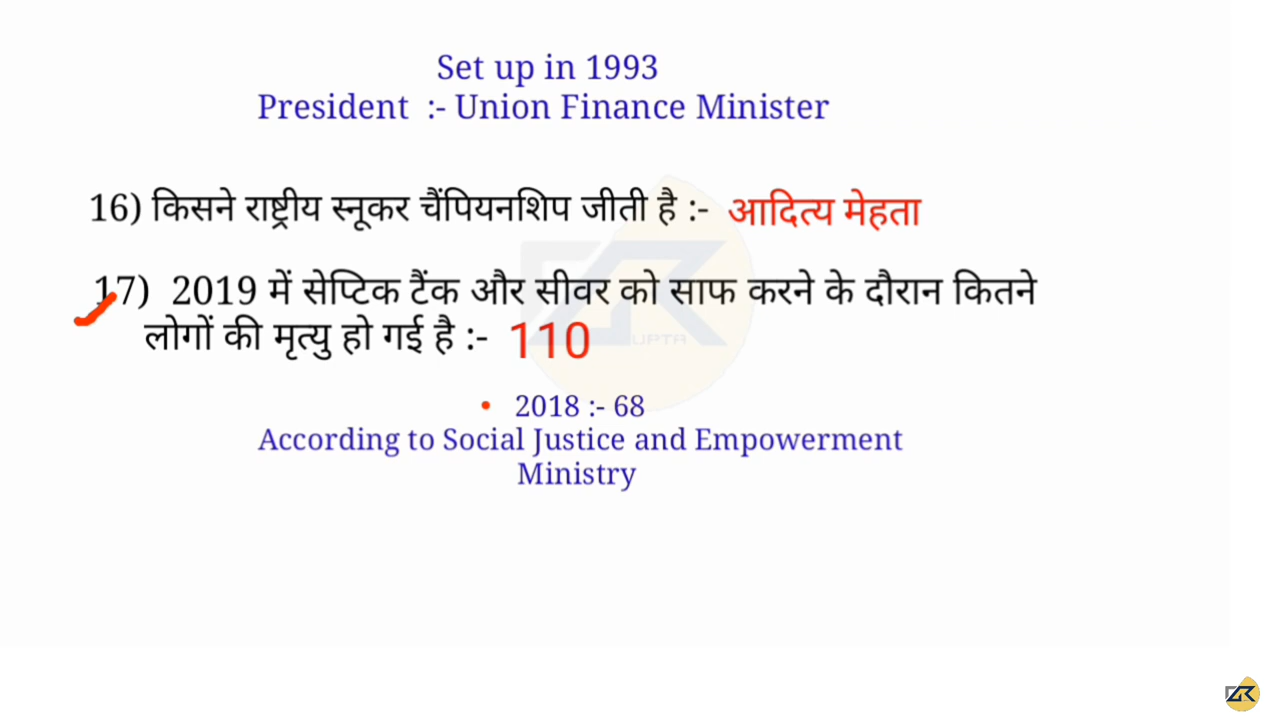 Set up in 1993
President :- Union Finance Minister
16) किसने राष्ट्रीय स्नूकर चैंपियनशिप जीती है :- आदित्य मेहता
17) 2019 में सेप्टिक टैंक और सीवर को साफ करने के दौरान कितने
लोगों की मृत्यु हो गई है :- 110
UPTA
• 2018 :- 68
According to Social Justice and Empowerment
Ministry